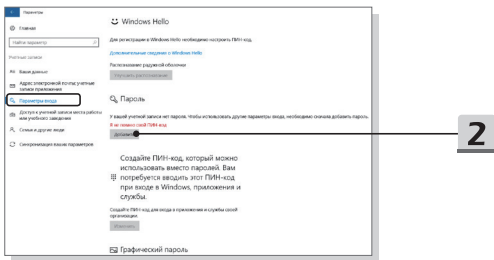 Параметры
Главная
Найти параметр
Учетные записи
Ваши данные
Адрес электронной почты; учетные
записи приложения
Параметры входа
Доступ к учетной записи места работы
или учебного заведения
Семья и другие люди
Синхронизация ваших параметров
Windows Hello
Для регистрации в Windows Hello необходимо настроить ПИН-код.
Дополнительные сведения о Windows Hello
Распознавание радужной оболочки
Улучшить распознавание
Пароль
У вашей учетной записи нет пароля. Чтобы использовать другие параметры входа, необходимо сначала добавить пароль.
Я не помню свой ПИН-код
Добавить
2
Создайте ПИН-код, который можно
использовать вместо паролей. Вам
потребуется вводить этот ПИН-код
при входе в Windows, приложения и
службы.
Создайте ПИН-код для входа в приложения и службы своей
организации
Изменить
Графический пароль